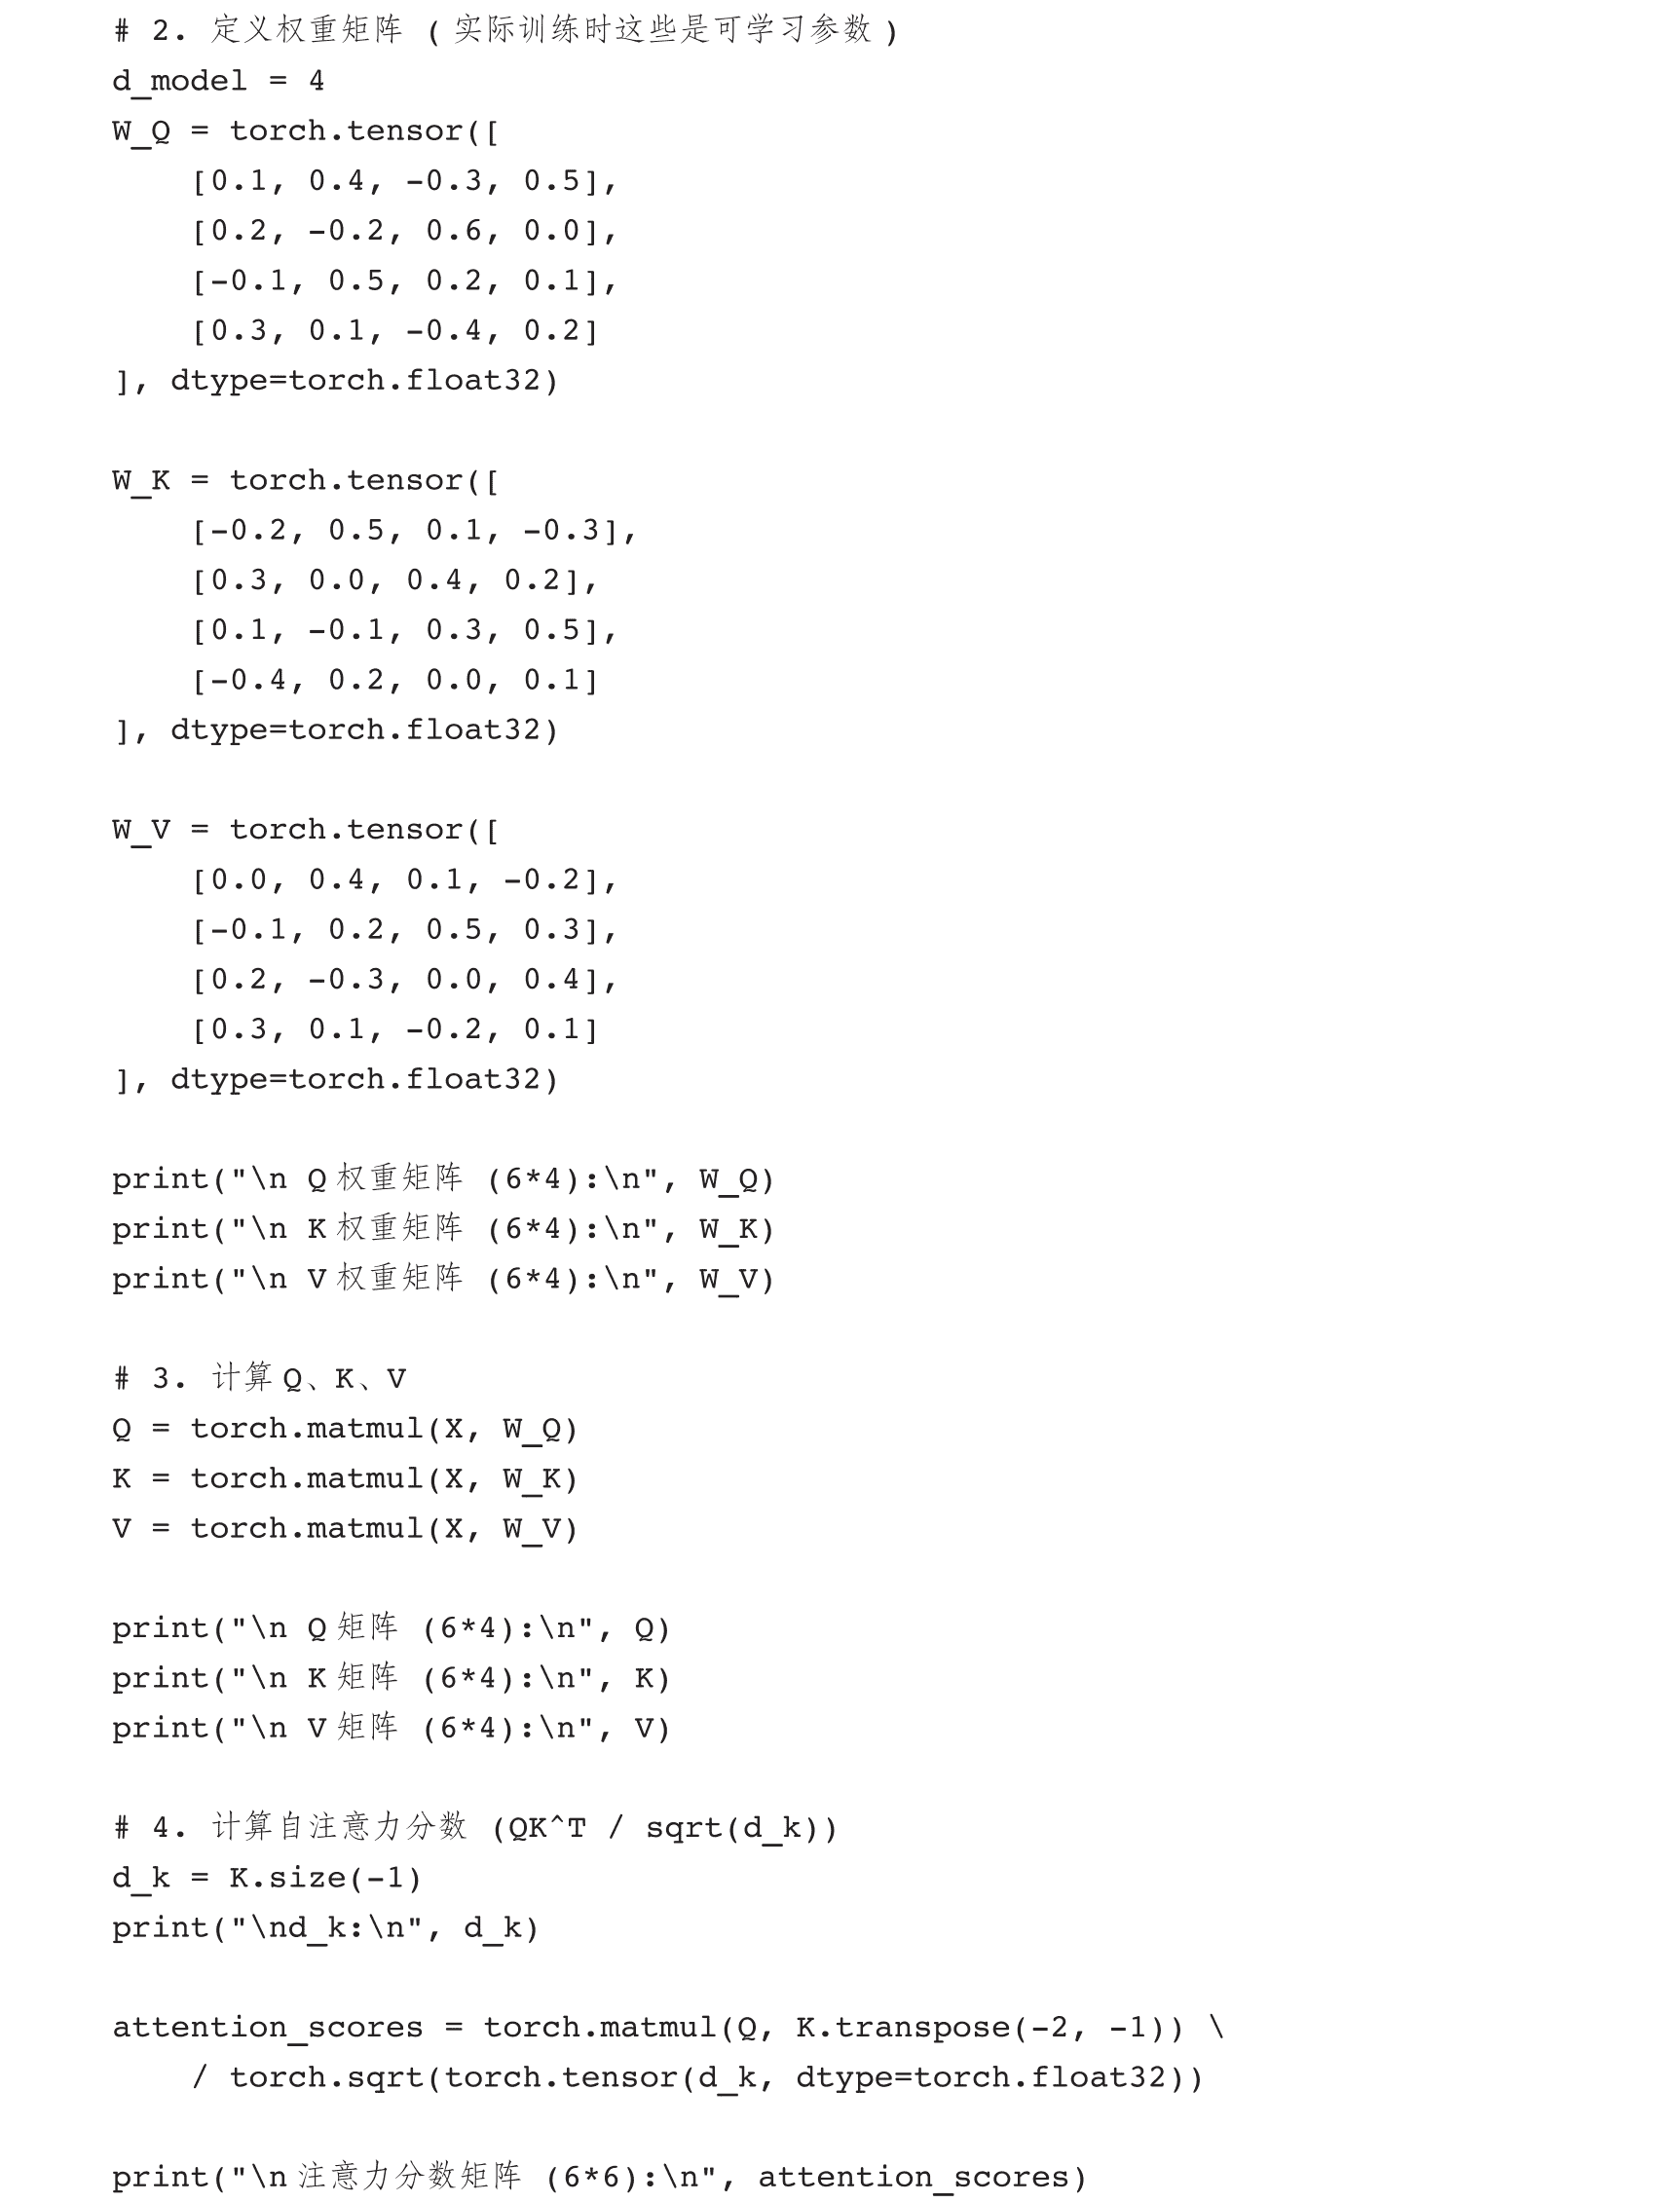 # 2. 定义权重矩阵 (实际训练时这些是可学习参数)
d_model = 4
W_Q = torch.tensor([
    [0.1, 0.4, -0.3, 0.5],
    [0.2, -0.2, 0.6, 0.0],
    [-0.1, 0.5, 0.2, 0.1],
    [0.3, 0.1, -0.4, 0.2]
], dtype=torch.float32)

W_K = torch.tensor([
    [-0.2, 0.5, 0.1, -0.3],
    [0.3, 0.0, 0.4, 0.2],
    [0.1, -0.1, 0.3, 0.5],
    [-0.4, 0.2, 0.0, 0.1]
], dtype=torch.float32)

W_V = torch.tensor([
    [0.0, 0.4, 0.1, -0.2],
    [-0.1, 0.2, 0.5, 0.3],
    [0.2, -0.3, 0.0, 0.4],
    [0.3, 0.1, -0.2, 0.1]
], dtype=torch.float32)

print("\n Q权重矩阵 (6*4):\n", W_Q)
print("\n K权重矩阵 (6*4):\n", W_K)
print("\n V权重矩阵 (6*4):\n", W_V)

# 3. 计算Q、K、V
Q = torch.matmul(X, W_Q)
K = torch.matmul(X, W_K)
V = torch.matmul(X, W_V)

print("\n Q矩阵 (6*4):\n", Q)
print("\n K矩阵 (6*4):\n", K)
print("\n V矩阵 (6*4):\n", V)

# 4. 计算自注意力分数 (QK^T / sqrt(d_k))
d_k = K.size(-1)
print("\nd_k:\n", d_k)

attention_scores = torch.matmul(Q, K.transpose(-2, -1)) \
    / torch.sqrt(torch.tensor(d_k, dtype=torch.float32))

print("\n注意力分数矩阵 (6*6):\n", attention_scores)